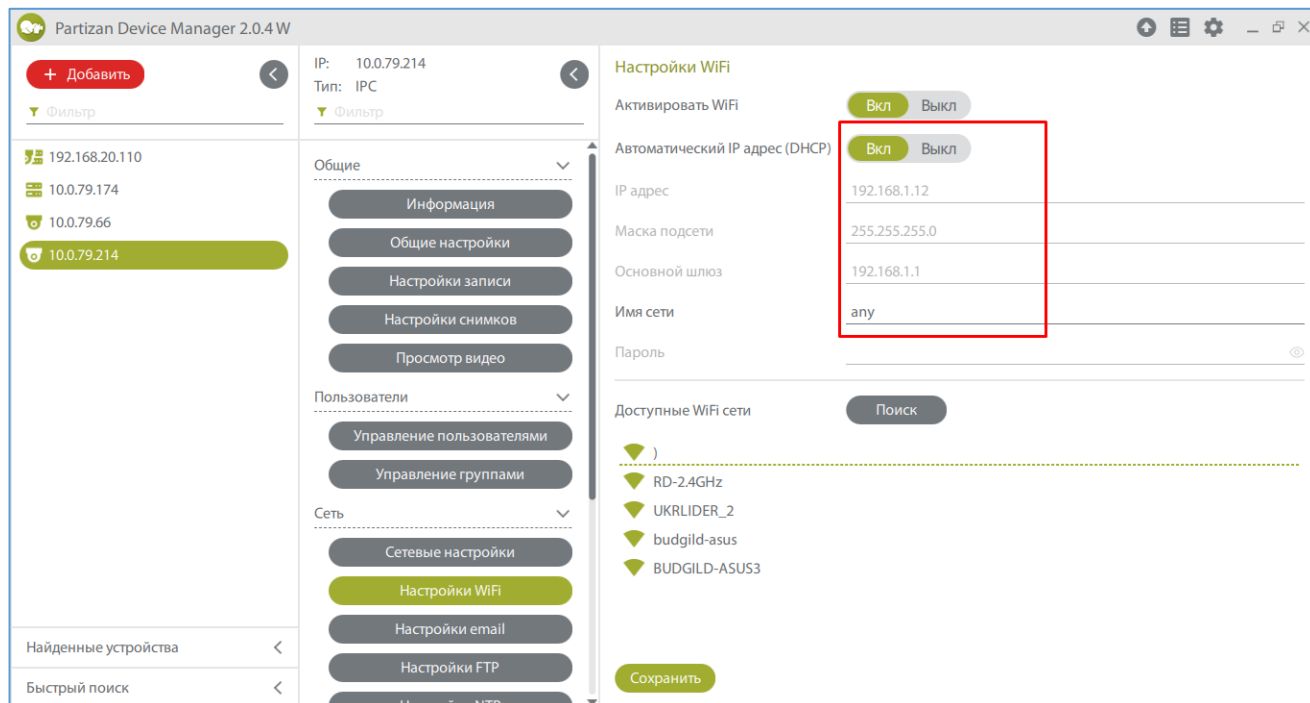 Partizan Device Manager 2.0.4 W
+ Добавить
Фильтр
192.168.20.110
10.0.79.174
10.0.79.66
10.0.79.214
Найденные устройства
Быстрый поиск
IP: 10.0.79.214
Тип: IPC
Фильтр
Общие
Информация
Общие настройки
Настройки записи
Настройки снимков
Просмотр видео
Пользователи
Управление пользователями
Управление группами
Сеть
Сетевые настройки
Настройки WiFi
Настройки email
Настройки FTP
Настройки WiFi
Активировать WiFi Вкл Выкл
Автоматический IP адрес (DHCP) Вкл Выкл
IP адрес 192.168.1.12
Маска подсети 255.255.255.0
Основной шлюз 192.168.1.1
Имя сети any
Пароль
Доступные WiFi сети Поиск
)
RD-2.4GHz
UKRLIDER_2
budgild-asus
BUDGILD-ASUS3
Сохранить